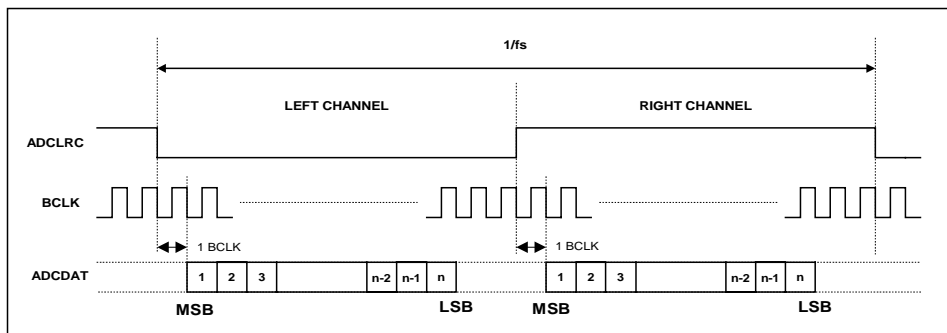 1/fs
LEFT CHANNEL RIGHT CHANNEL
ADCLRC
BCLK
1 BCLK 1 BCLK
ADCDAT 1 2 3 n-2 n-1 n 1 2 3 n-2 n-1 n
MSB LSB MSB LSB